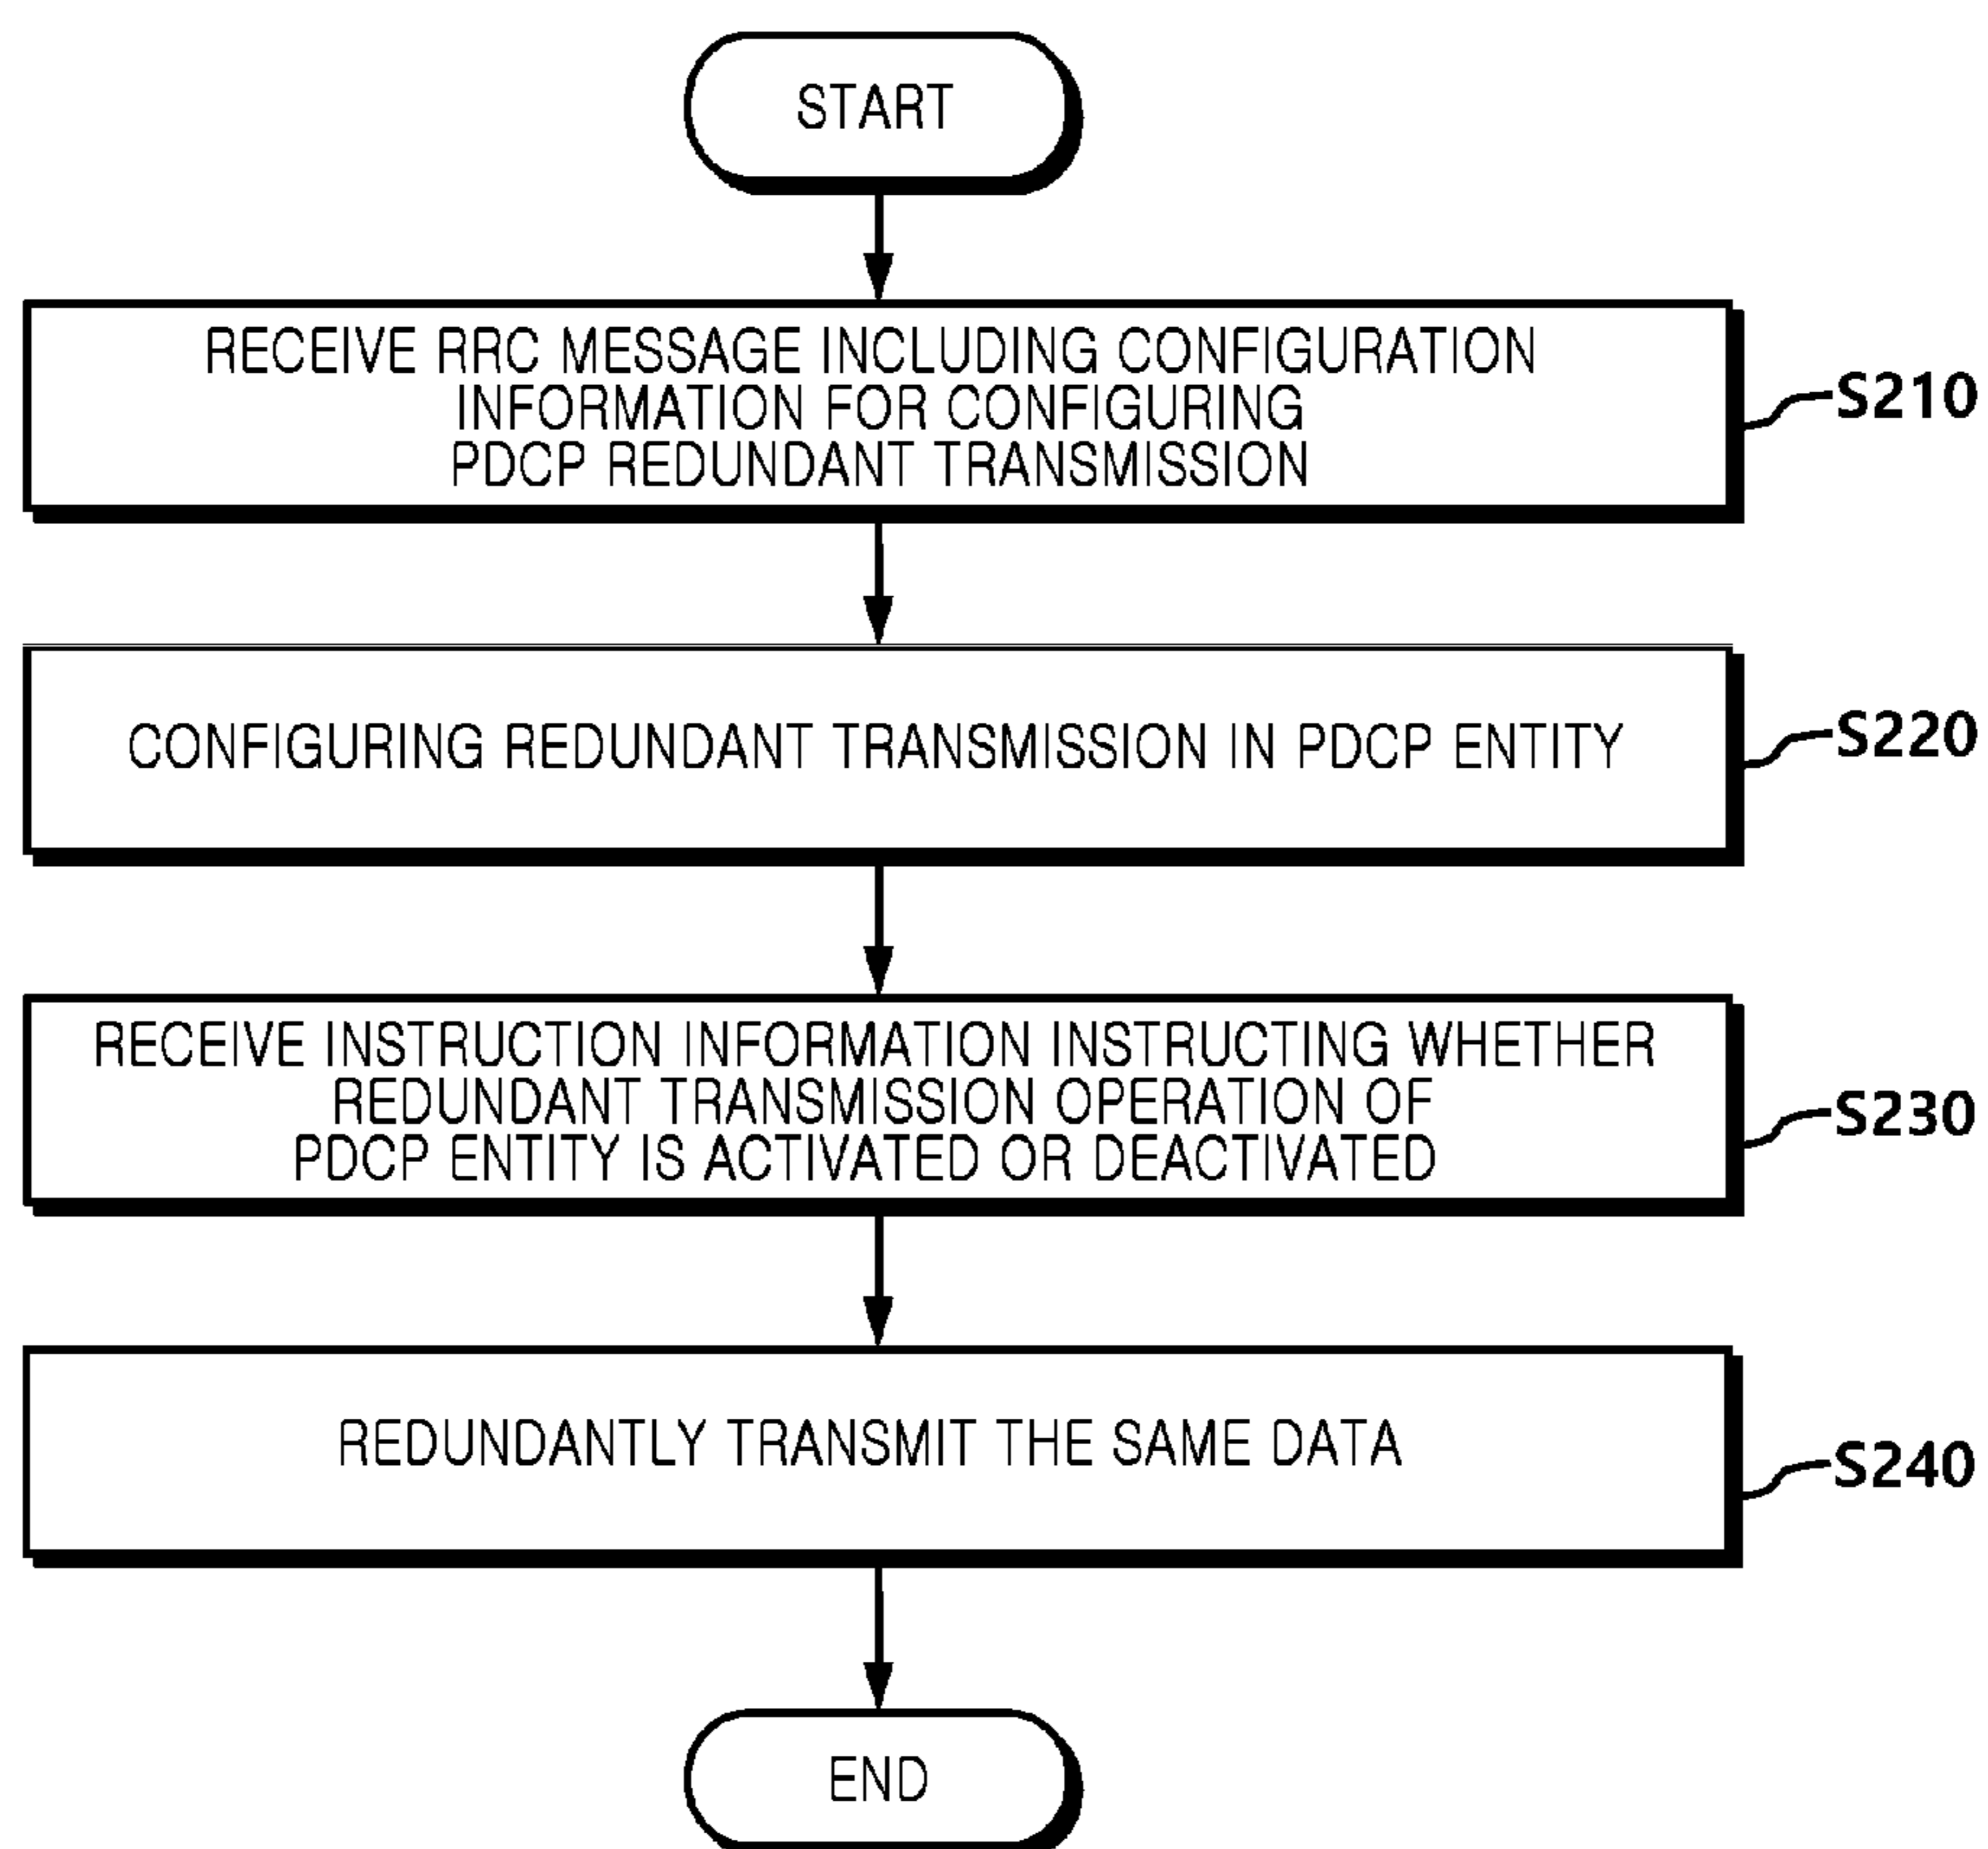 START
RECEIVE RRC MESSAGE INCLUDING CONFIGURATION
INFORMATION FOR CONFIGURING
PDCP REDUNDANT TRANSMISSION
S210
CONFIGURING REDUNDANT TRANSMISSION IN PDCP ENTITY
S220
RECEIVE INSTRUCTION INFORMATION INSTRUCTING WHETHER
REDUNDANT TRANSMISSION OPERATION OF
PDCP ENTITY IS ACTIVATED OR DEACTIVATED
S230
REDUNDANTLY TRANSMIT THE SAME DATA
S240
END